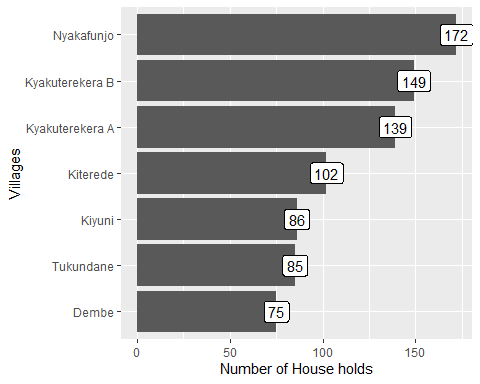 Nyakafunjo 172
Kyakuterekera B 149
Kyakuterekera A 139
Kiterede 102
Kiyuni 86
Tukundane 85
Dembe 75
Villages
0 50 100 150
Number of House holds